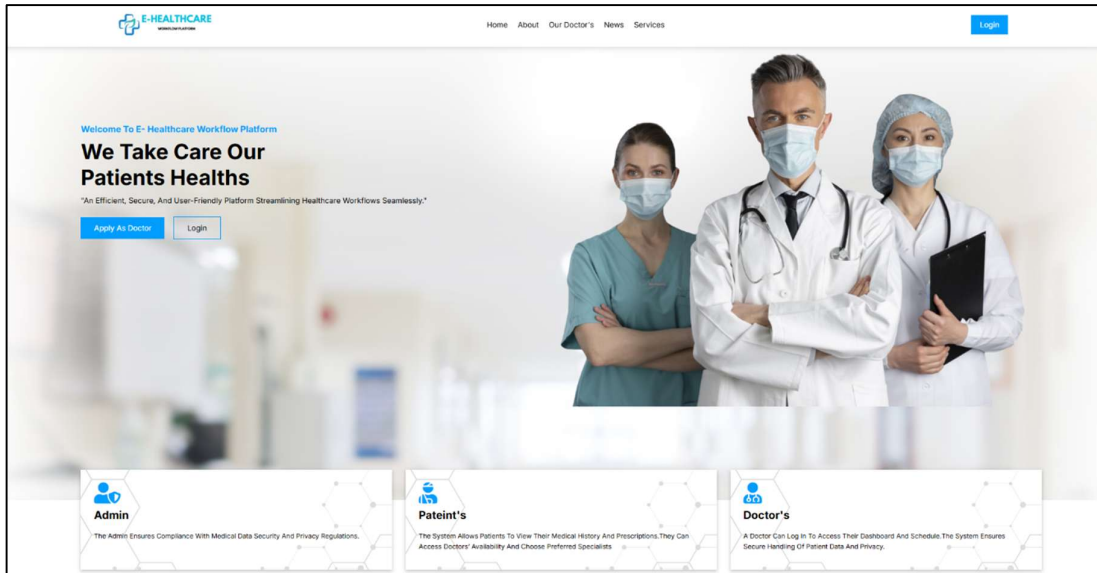 E-HEALTHCARE
WORKFLOW PLATFORM
Home About Our Doctor's News Services
Login
Welcome To E- Healthcare Workflow Platform
We Take Care Our
Patients Healths
"An Efficient, Secure, And User-Friendly Platform Streamlining Healthcare Workflows Seamlessly."
Apply As Doctor Login
Admin
The Admin Ensures Compliance With Medical Data Security And Privacy Regulations.
Pateint's
The System Allows Patients To View Their Medical History And Prescriptions.They Can
Access Doctors' Availability And Choose Preferred Specialists
Doctor's
A Doctor Can Log In To Access Their Dashboard And Schedule.The System Ensures
Secure Handling Of Patient Data And Privacy.